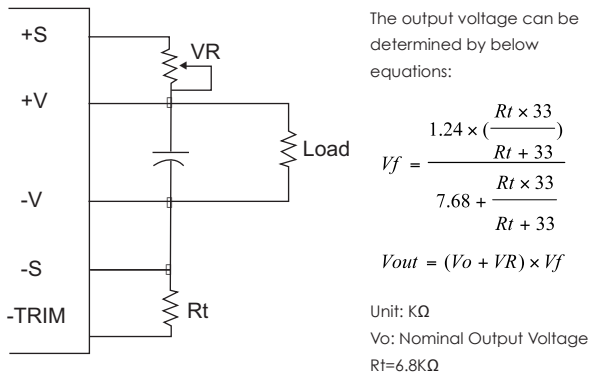 +S
VR
+V
Load
-V
-S
-TRIM
Rt
The output voltage can be
determined by below
equations:
Vf = 1.24 × (Rt × 33 / Rt + 33) / 7.68 + Rt × 33 / Rt + 33
Vout = (Vo + VR) × Vf
Unit: KΩ
Vo: Nominal Output Voltage
Rt=6.8KΩ